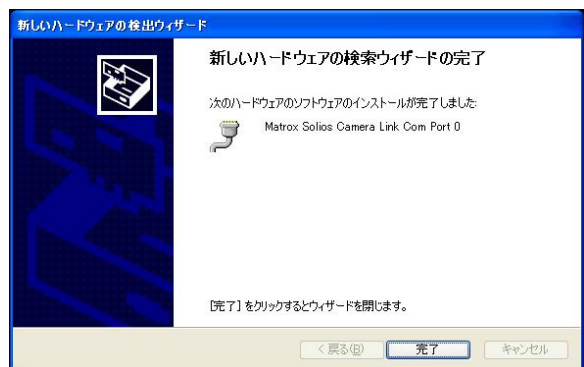 新しいハードウェアの検出ウィザード
新しいハードウェアの検索ウィザードの完了
次のハードウェアのソフトウェアのインストールが完了しました:
Matrox Solios Camera Link Com Port 0
[完了] をクリックするとウィザードを閉じます。
< 戻る(B) 完了 キャンセル